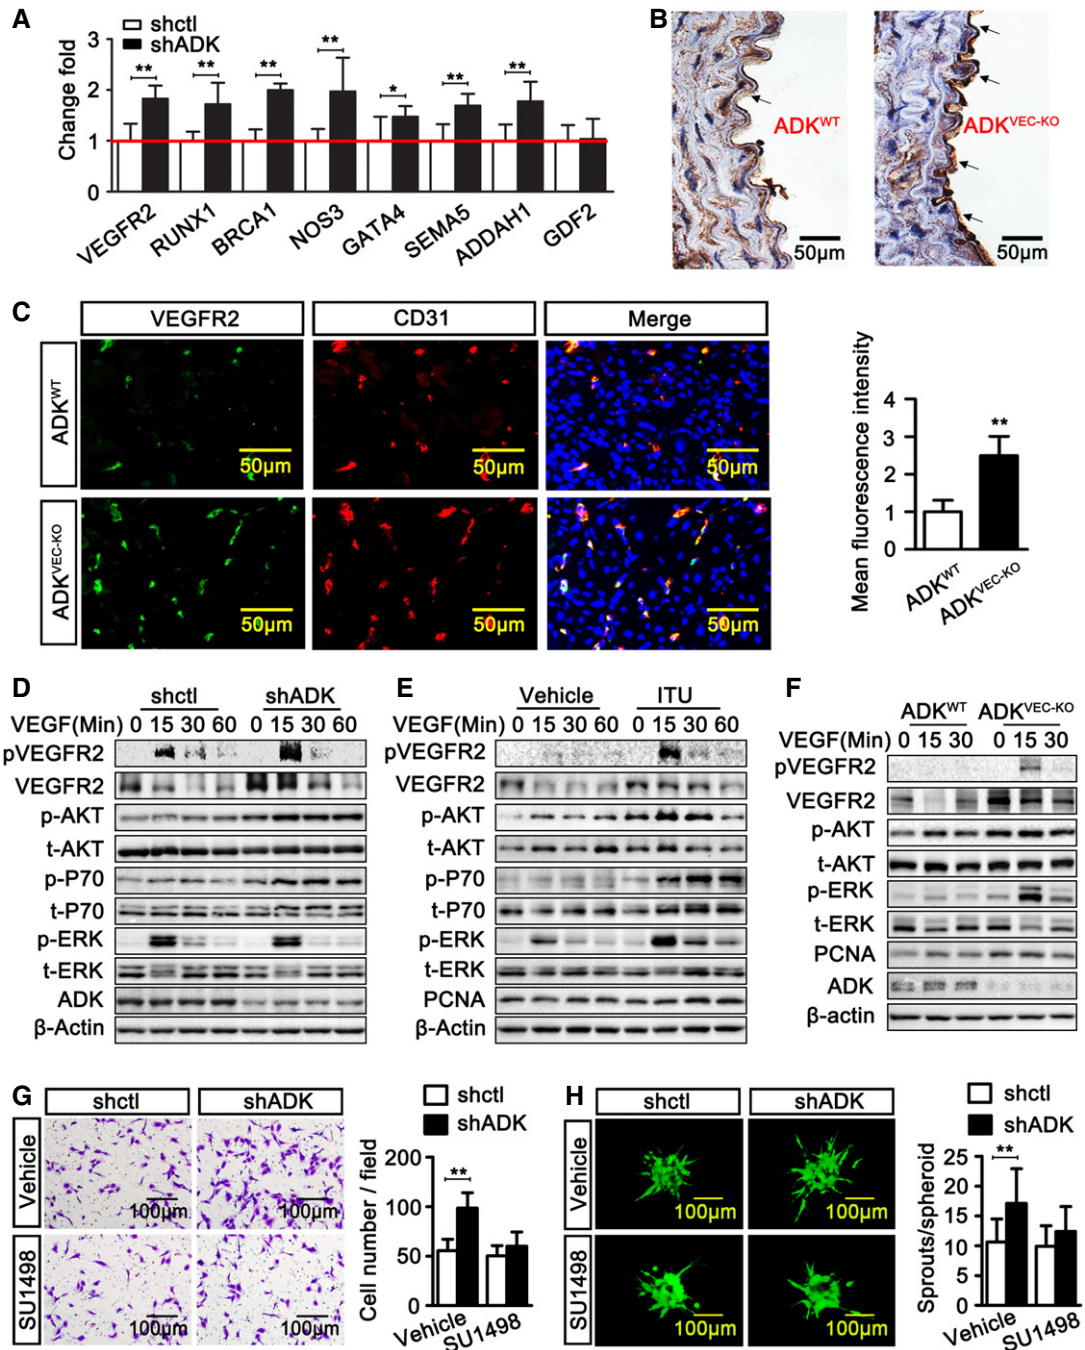 A
shctl
shADK
Change fold
3
2
1
0
** ** ** ** * ** **
VEGFR2 RUNX1 BRCA1 NOS3 GATA4 SEMA5 ADDAH1 GDF2
B
ADKWT
50μm
ADKVEC-KO
50μm
C
VEGFR2 CD31 Merge
ADKWT
50μm 50μm 50μm
ADKVEC-KO
50μm 50μm 50μm
Mean fluorescence intensity
4
3
2
1
0
**
ADKWT ADKVEC-KO
D
shctl shADK
VEGF(Min) 0 15 30 60 0 15 30 60
pVEGFR2
VEGFR2
p-AKT
t-AKT
p-P70
t-P70
p-ERK
t-ERK
ADK
β-Actin
E
Vehicle ITU
VEGF(Min) 0 15 30 60 0 15 30 60
pVEGFR2
VEGFR2
p-AKT
t-AKT
p-P70
t-P70
p-ERK
t-ERK
PCNA
β-Actin
F
ADKWT ADKVEC-KO
VEGF(Min) 0 15 30 0 15 30
pVEGFR2
VEGFR2
p-AKT
t-AKT
p-ERK
t-ERK
PCNA
ADK
β-actin
G
shctl shADK
Vehicle
100μm 100μm
SU1498
100μm 100μm
shctl
shADK
Cell number / field
200
100
50
0
**
Vehicle SU1498
H
shctl shADK
Vehicle
100μm 100μm
SU1498
100μm 100μm
shctl
shADK
Sprouts/spheroid
25
20
15
10
5
0
**
Vehicle SU1498